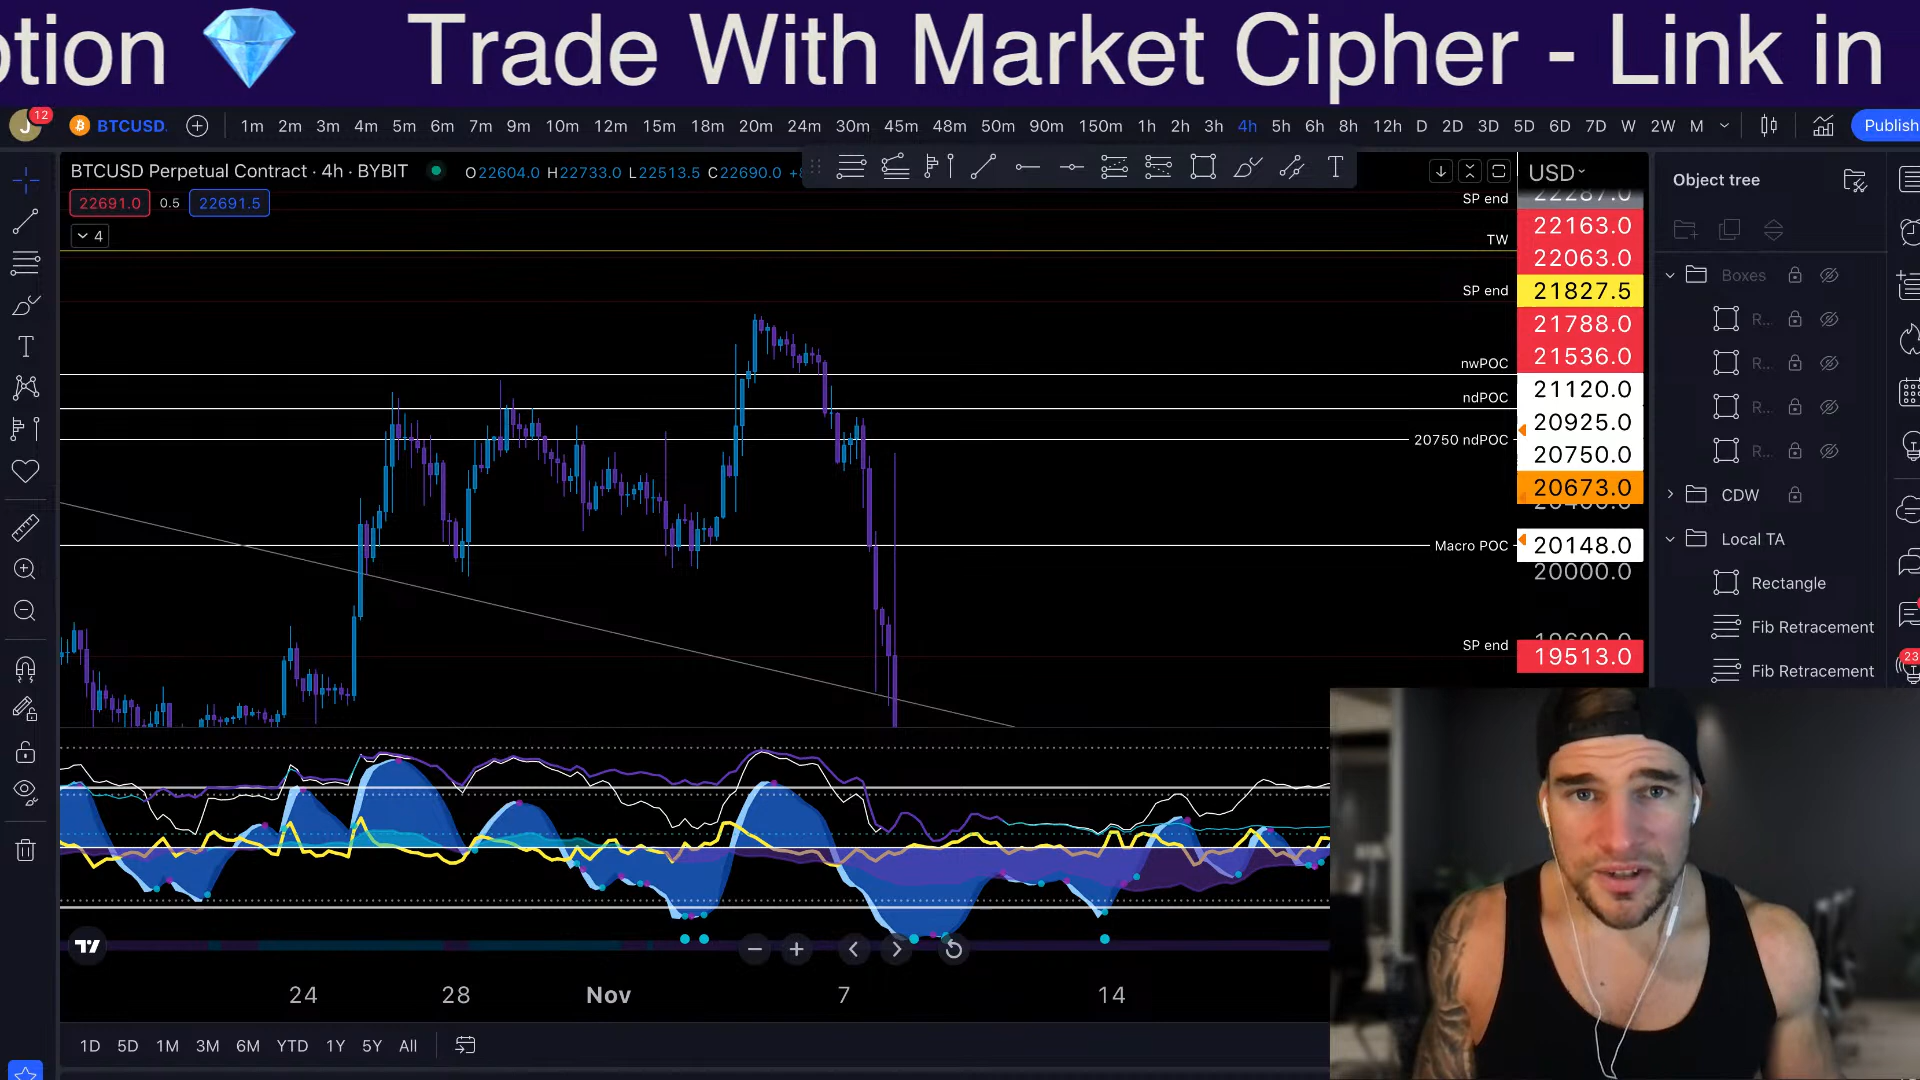 otion 💎 Trade With Market Cipher - Link in
J 12 BTCUSD. 1m 2m 3m 4m 5m 6m 7m 9m 10m 12m 15m 18m 20m 24m 30m 45m 48m 50m 90m 150m 1h 2h 3h 4h 5h 6h 8h 12h D 2D 3D 5D 6D 7D W 2W M Publish
BTCUSD Perpetual Contract · 4h · BYBIT O22604.0 H22733.0 L22513.5 C22690.0 USD
22691.0 0.5 22691.5
4
Object tree
SP end
TW
SP end
nwPOC
ndPOC
20750 ndPOC
Macro POC
SP end
22287.0
22163.0
22063.0
21827.5
21788.0
21536.0
21120.0
20925.0
20750.0
20673.0
20148.0
20000.0
19513.0
Boxes
R...
R...
R...
R...
CDW
Local TA
Rectangle
Fib Retracement
Fib Retracement
23
24 28 Nov 7 14
1D 5D 1M 3M 6M YTD 1Y 5Y All